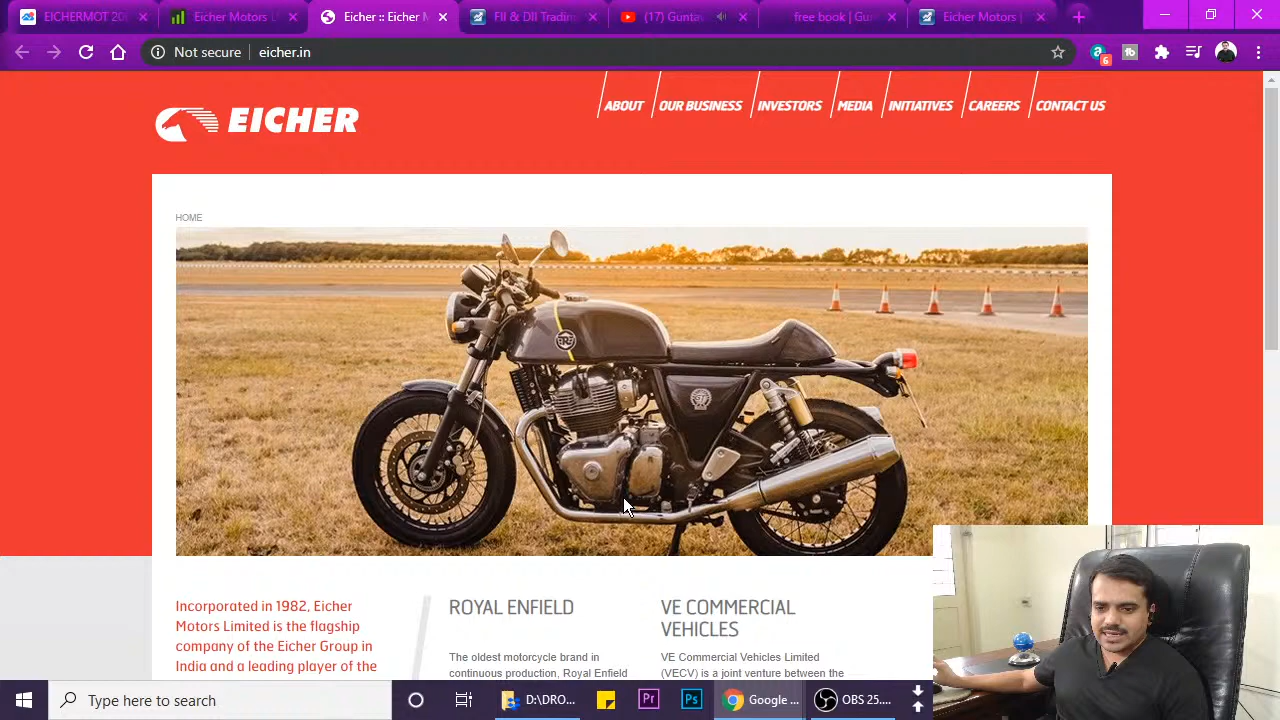 EICHERMOT 20
Eicher Motors L
Eicher :: Eicher M
FII & DII Tradin
(17) Gunta
free book | Gu
Eicher Motors |
Not secure
eicher.in
6
EICHER
ABOUT
OUR BUSINESS
INVESTORS
MEDIA
INITIATIVES
CAREERS
CONTACT US
HOME
Incorporated in 1982, Eicher
Motors Limited is the flagship
company of the Eicher Group in
India and a leading player of the
ROYAL ENFIELD
The oldest motorcycle brand in
continuous production, Royal Enfield
VE COMMERCIAL
VEHICLES
VE Commercial Vehicles Limited
(VECV) is a joint venture between the
Type here to search
D:\DRO...
Pr
Ps
Google ...
OBS 25....